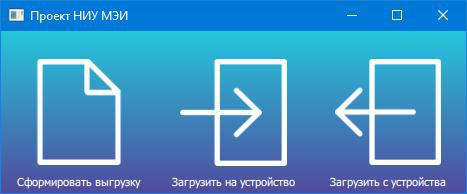 Проект НИУ МЭИ
Сформировать выгрузку
Загрузить на устройство
Загрузить с устройства